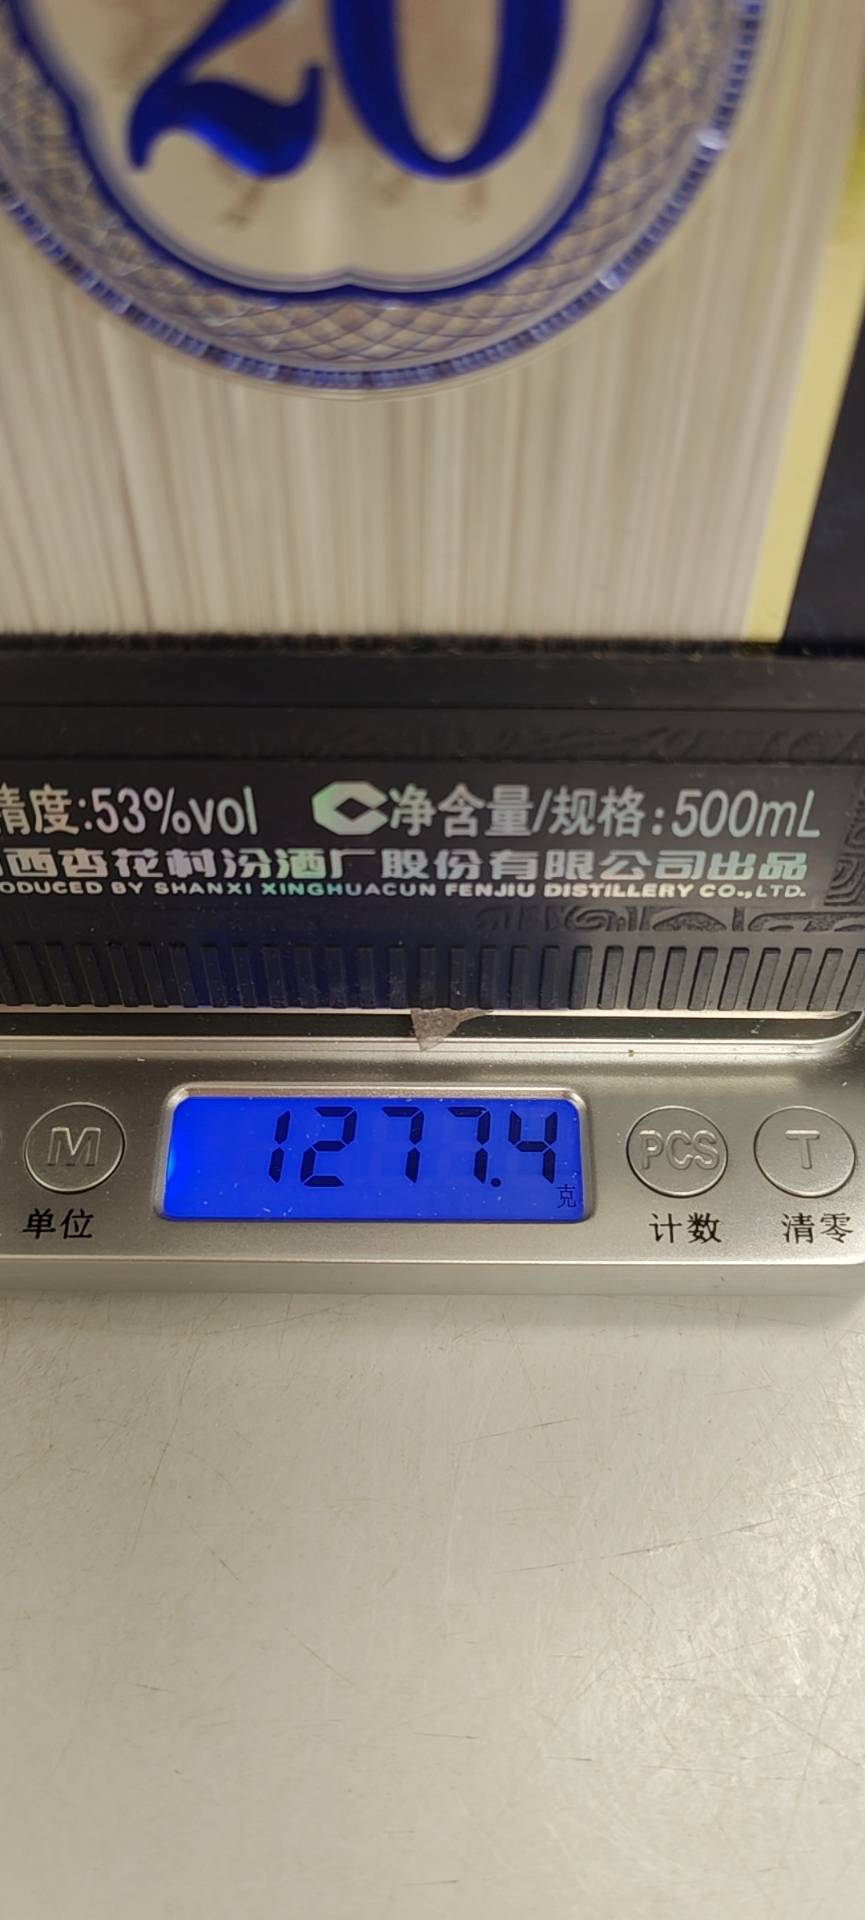 20
精度:53%vol 净含量/规格:500mL
西杏花村汾酒厂股份有限公司出品
ODUCED BY SHANXI XINGHUACUN FENJIU DISTILLERY CO.,LTD.
1277.4
克
M PCS T
单位 计数 清零